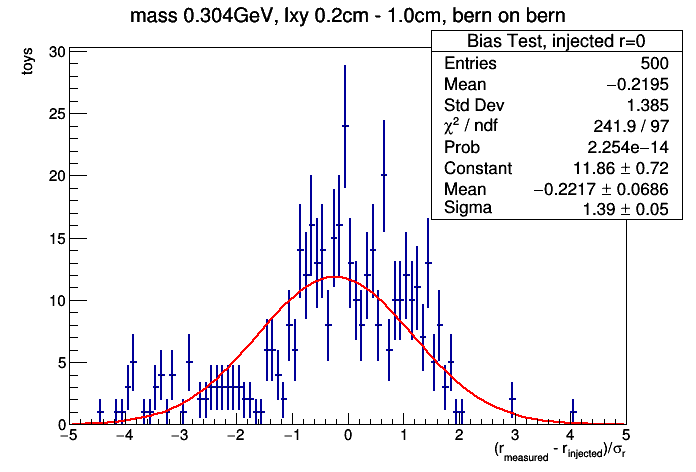 mass 0.304GeV, lxy 0.2cm - 1.0cm, bern on bern
Bias Test, injected r=0
Entries 500
Mean −0.2195
Std Dev 1.385
χ² / ndf 241.9 / 97
Prob 2.254e−14
Constant 11.86 ± 0.72
Mean −0.2217 ± 0.0686
Sigma 1.39 ± 0.05
toys
30
25
20
15
10
5
0
−5 −4 −3 −2 −1 0 1 2 3 4 5
(r_measured - r_injected)/σ_r